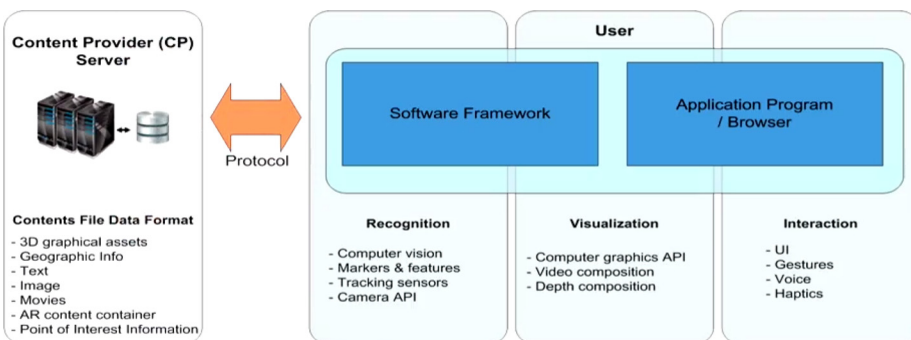 Content Provider (CP)
Server
Contents File Data Format
- 3D graphical assets
- Geographic Info
- Text
- Image
- Movies
- AR content container
- Point of Interest Information
Protocol
User
Software Framework
Application Program
/ Browser
Recognition
- Computer vision
- Markers & features
- Tracking sensors
- Camera API
Visualization
- Computer graphics API
- Video composition
- Depth composition
Interaction
- UI
- Gestures
- Voice
- Haptics